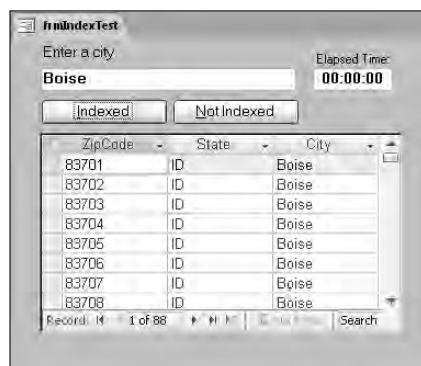 frmIndexTest
Enter a city
Elapsed Time:
Boise
00:00:00
Indexed
Not Indexed
ZipCode State City
83701 ID Boise
83702 ID Boise
83703 ID Boise
83704 ID Boise
83705 ID Boise
83706 ID Boise
83707 ID Boise
83708 ID Boise
Record: 1 of 88 Search